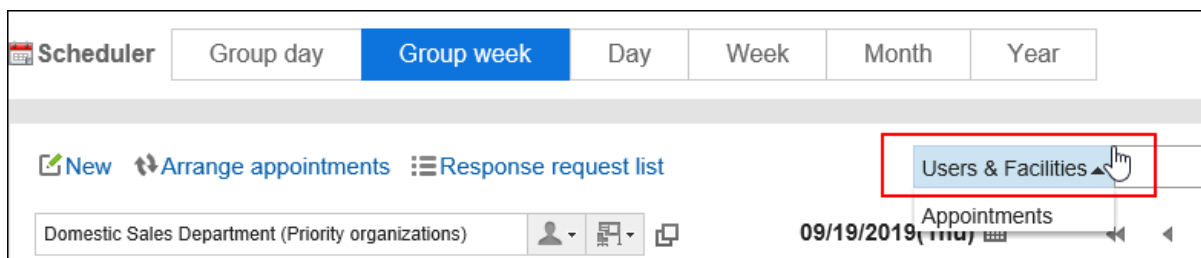 Scheduler Group day Group week Day Week Month Year
New Arrange appointments Response request list Users & Facilities
Appointments
Domestic Sales Department (Priority organizations) 09/19/2019(Thu)